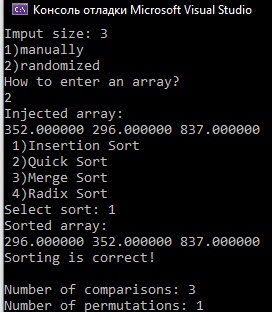 Консоль отладки Microsoft Visual Studio
Imput size: 3
1)manually
2)randomized
How to enter an array?
2
Injected array:
352.000000 296.000000 837.000000
1)Insertion Sort
2)Quick Sort
3)Merge Sort
4)Radix Sort
Select sort: 1
Sorted array:
296.000000 352.000000 837.000000
Sorting is correct!
Number of comparisons: 3
Number of permutations: 1